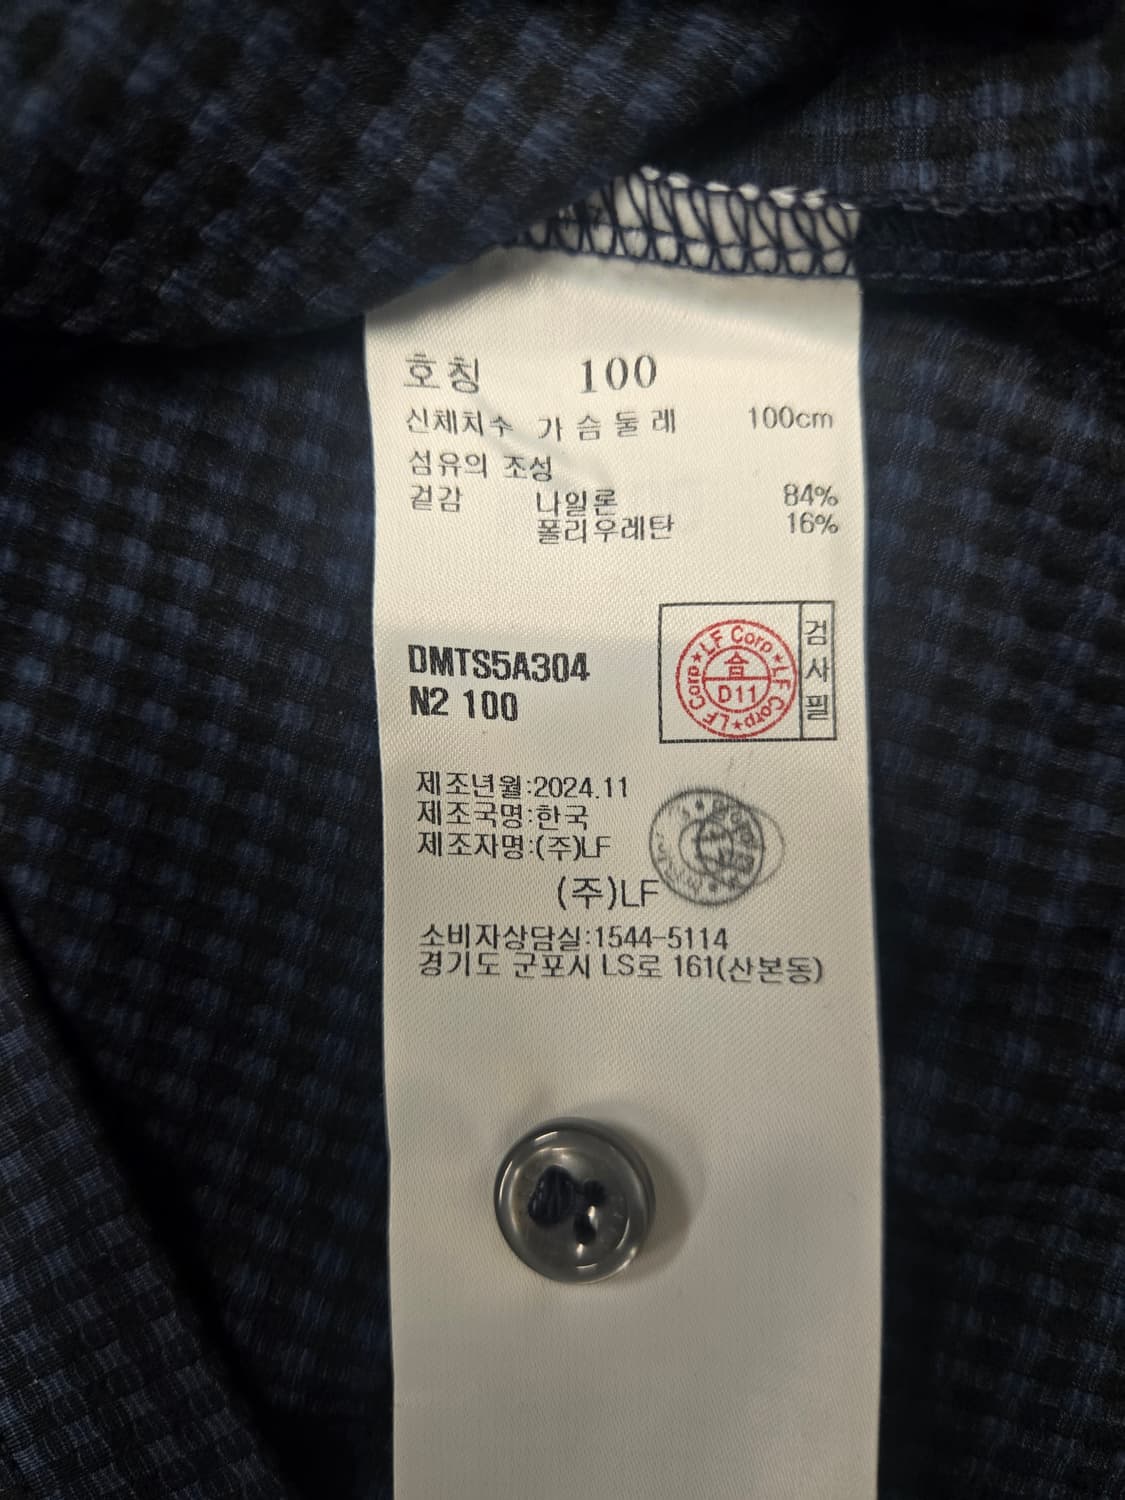 호칭 100
신체치수 가슴둘레 100cm
섬유의 조성
겉감 나일론 84%
폴리우레탄 16%
DMTS5A304
N2 100
LF Corp★LF Corp★LF Corp★
合
D11
검사필
제조년월:2024.11
제조국명:한국
제조자명:(주)LF
(주)LF
소비자상담실:1544-5114
경기도 군포시 LS로 161(산본동)